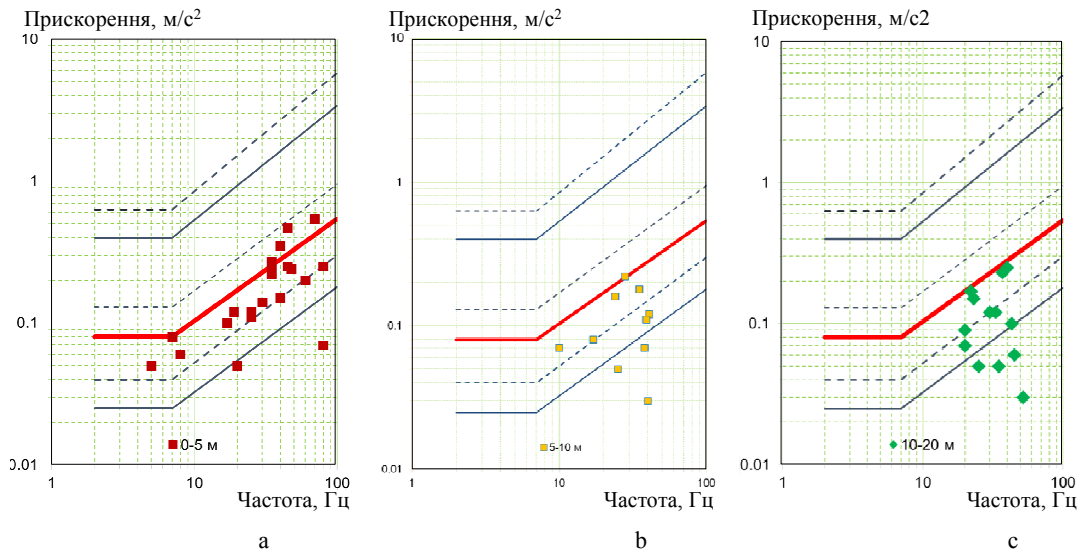 Прискорення, м/с²
10
1
0.1
0.01
1
10
100
0-5 м
Частота, Гц
a
Прискорення, м/с²
10
1
0.1
0.01
1
10
100
5-10 м
Частота, Гц
b
Прискорення, м/с2
10
1
0.1
0.01
1
10
100
10-20 м
Частота, Гц
c